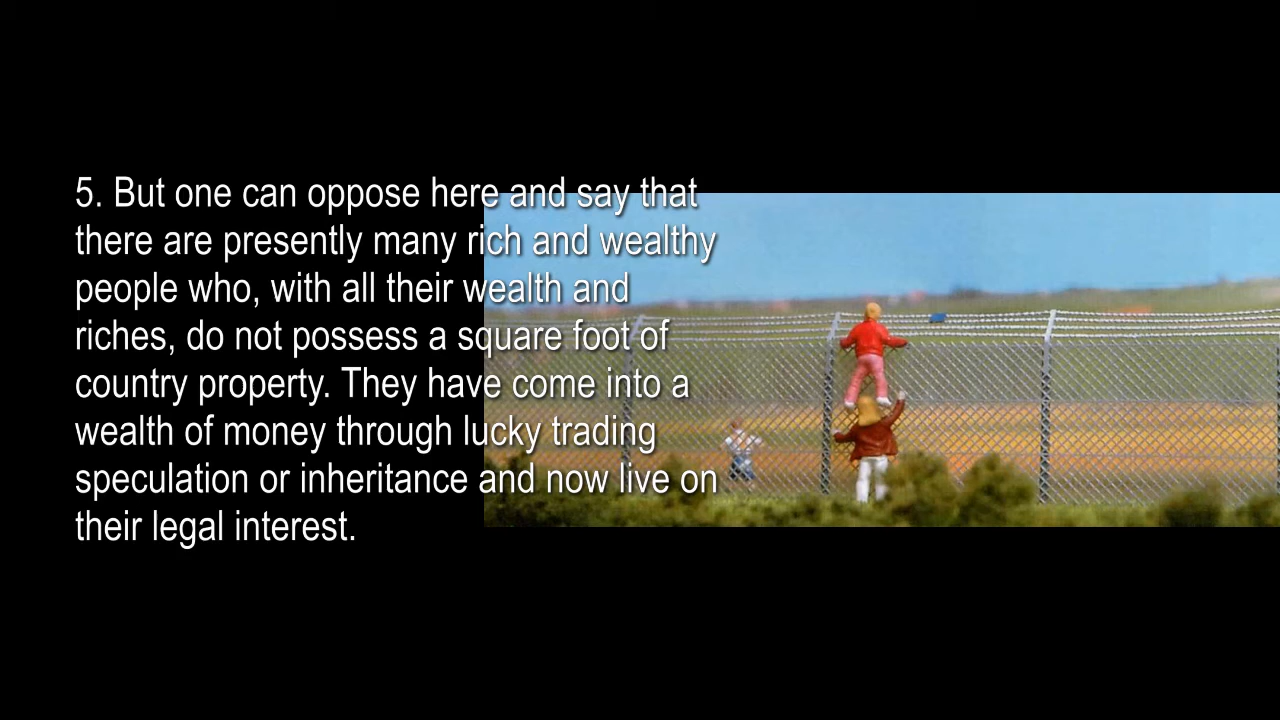 5. But one can oppose here and say that
there are presently many rich and wealthy
people who, with all their wealth and
riches, do not possess a square foot of
country property. They have come into a
wealth of money through lucky trading
speculation or inheritance and now live on
their legal interest.